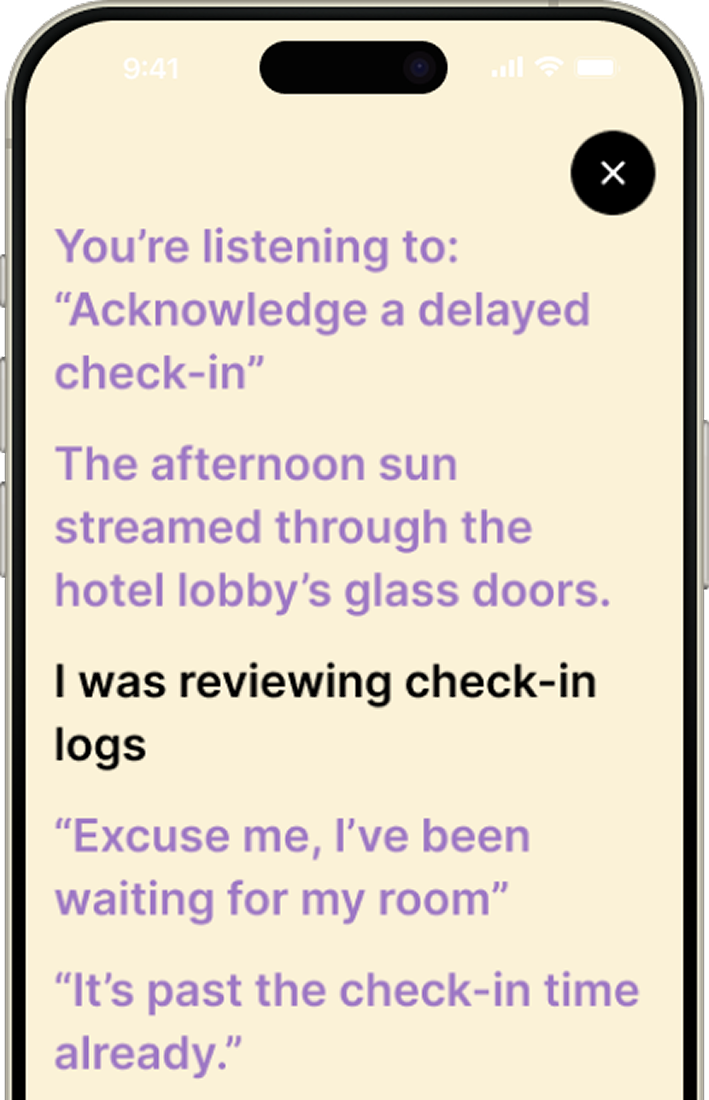 9:41
You’re listening to:
“Acknowledge a delayed
check-in”
The afternoon sun
streamed through the
hotel lobby’s glass doors.
I was reviewing check-in
logs
“Excuse me, I’ve been
waiting for my room”
“It’s past the check-in time
already.”